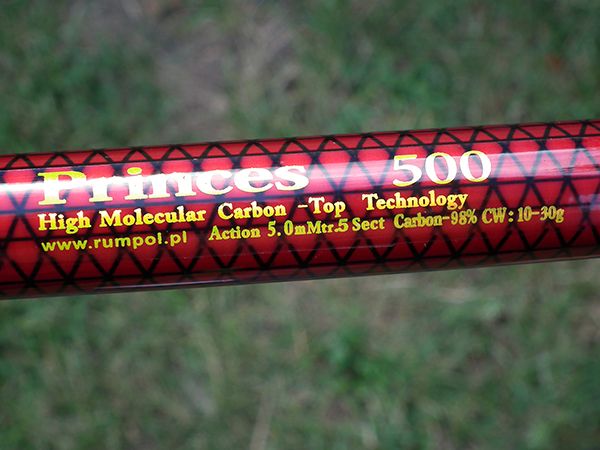 Princes 500
High Molecular Carbon -Top Technology
www.rumpol.pl Action 5.0mMtr.5 Sect Carbon-98% CW: 10-30g